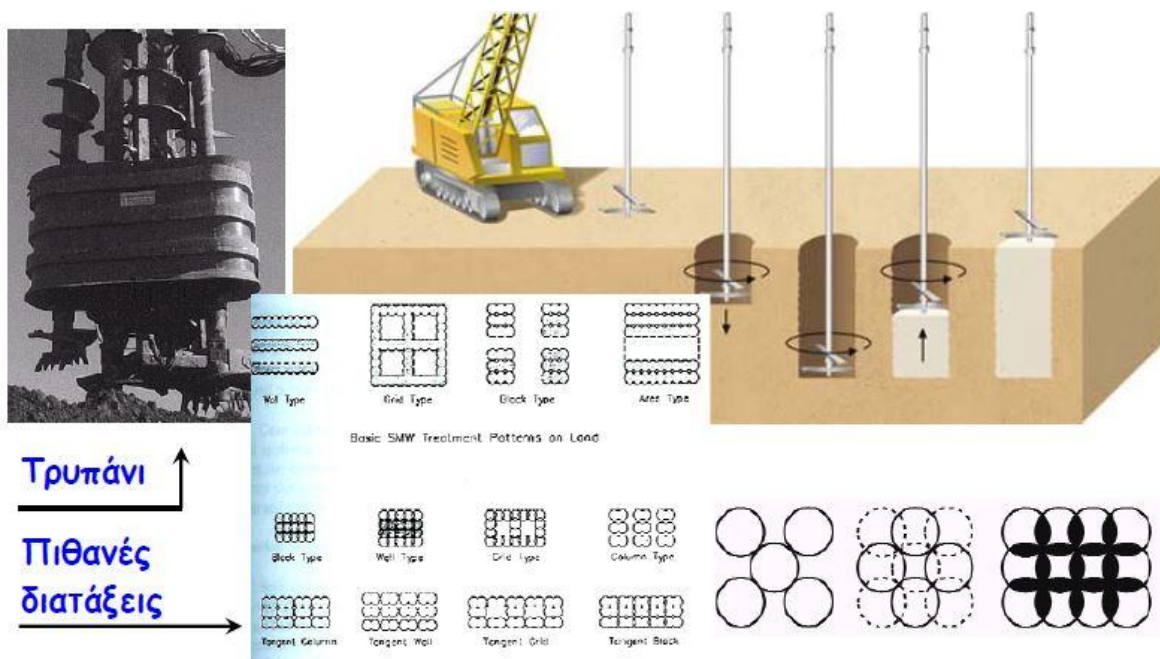 Wall Type
Grid Type
Block Type
Area Type
Basic SMW Treatment Patterns on Land
Τρυπάνι
Πιθανές
διατάξεις
Block Type
Wall Type
Grid Type
Column Type
Tangent Column
Tangent Wall
Tangent Grid
Tangent Block